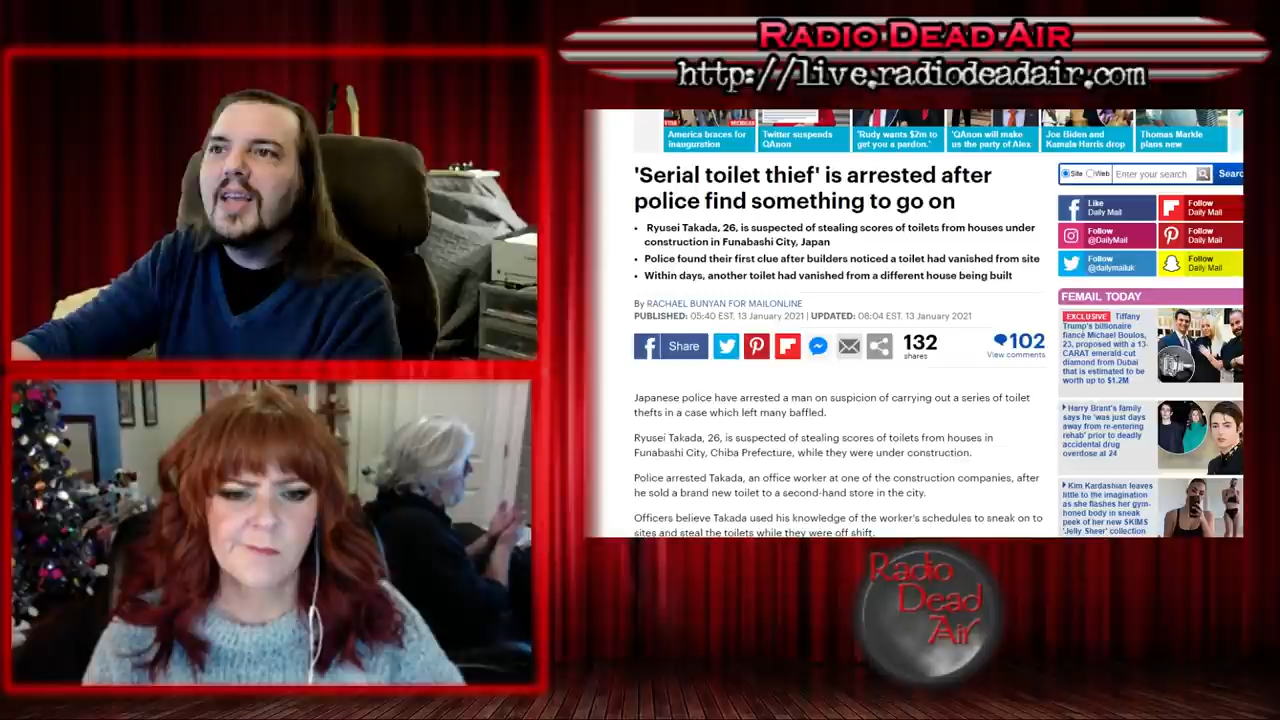 RADIO DEAD AIR
http://live.radiodeadair.com
America braces for
inauguration
Twitter suspends
QAnon
'Rudy wants $2m to
get you a pardon.'
'QAnon will make
us the party of Alex
Joe Biden and
Kamala Harris drop
Thomas Markle
plans new
'Serial toilet thief' is arrested after
police find something to go on
• Ryusei Takada, 26, is suspected of stealing scores of toilets from houses under
construction in Funabashi City, Japan
• Police found their first clue after builders noticed a toilet had vanished from site
• Within days, another toilet had vanished from a different house being built
By RACHAEL BUNYAN FOR MAILONLINE
PUBLISHED: 05:40 EST, 13 January 2021 | UPDATED: 08:04 EST, 13 January 2021
Share
132
shares
102
View comments
Japanese police have arrested a man on suspicion of carrying out a series of toilet
thefts in a case which left many baffled.
Ryusei Takada, 26, is suspected of stealing scores of toilets from houses in
Funabashi City, Chiba Prefecture, while they were under construction.
Police arrested Takada, an office worker at one of the construction companies, after
he sold a brand new toilet to a second-hand store in the city.
Officers believe Takada used his knowledge of the worker's schedules to sneak on to
sites and steal the toilets while they were off shift.
Site Web Enter your search Searc
Like
Daily Mail
Follow
Daily Mail
Follow
@DailyMail
Follow
Daily Mail
Follow
@dailymailuk
Follow
Daily Mail
FEMAIL TODAY
EXCLUSIVE Tiffany
Trump's billionaire
fiancé Michael Boulos,
23, proposed with a 13-
CARAT emerald-cut
diamond from Dubai
that is estimated to be
worth up to $1.2M
Harry Brant's family
says he 'was just days
away from re-entering
rehab' prior to deadly
accidental drug
overdose at 24
Kim Kardashian leaves
little to the imagination
as she flashes her gym-
honed body in sneak
peek of her new SKIMS
'Jelly Sheer' collection
Radio
Dead
Air